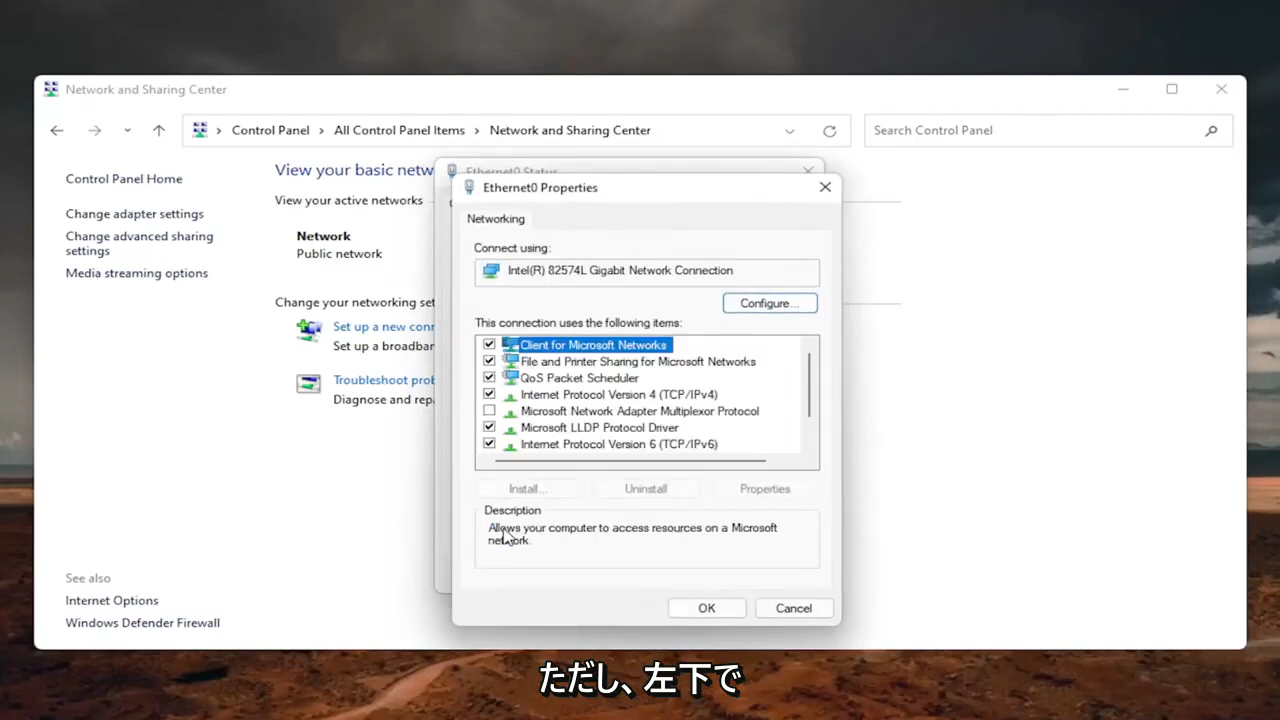 Network and Sharing Center
Control Panel > All Control Panel Items > Network and Sharing Center
Search Control Panel
Control Panel Home
Change adapter settings
Change advanced sharing
settings
Media streaming options
See also
Internet Options
Windows Defender Firewall
View your basic netw
View your active networks
Network
Public network
Change your networking set
Set up a new conn
Set up a broadbar
Troubleshoot prob
Diagnose and repa
Ethernet0 Status
Ethernet0 Properties
Networking
Connect using:
Intel(R) 82574L Gigabit Network Connection
Configure...
This connection uses the following items:
Client for Microsoft Networks
File and Printer Sharing for Microsoft Networks
QoS Packet Scheduler
Internet Protocol Version 4 (TCP/IPv4)
Microsoft Network Adapter Multiplexor Protocol
Microsoft LLDP Protocol Driver
Internet Protocol Version 6 (TCP/IPv6)
Install...
Uninstall
Properties
Description
Allows your computer to access resources on a Microsoft
network.
OK
Cancel
ただし、左下で